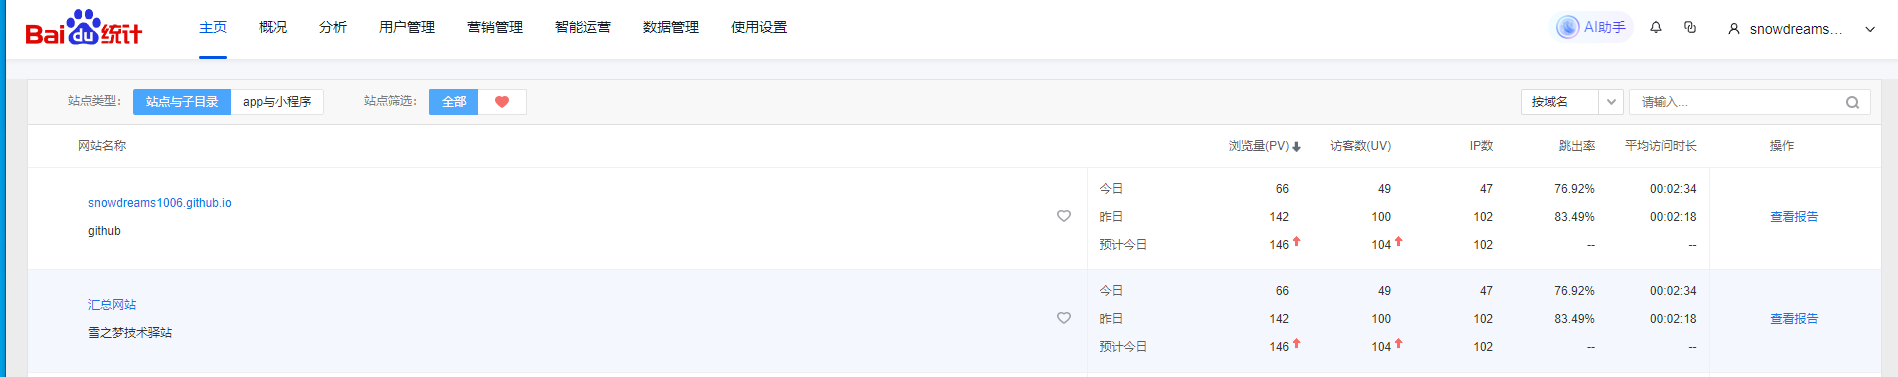 Baidu统计 主页 概况 分析 用户管理 营销管理 智能运营 数据管理 使用设置 AI助手 snowdreams...
站点类型： 站点与子目录 app与小程序 站点筛选： 全部 按域名 请输入...
网站名称 浏览量(PV) 访客数(UV) IP数 跳出率 平均访问时长 操作
snowdreams1006.github.io
github
今日 66 49 47 76.92% 00:02:34
昨日 142 100 102 83.49% 00:02:18 查看报告
预计今日 146 104 102 -- --
汇总网站
雪之梦技术驿站
今日 66 49 47 76.92% 00:02:34
昨日 142 100 102 83.49% 00:02:18 查看报告
预计今日 146 104 102 -- --